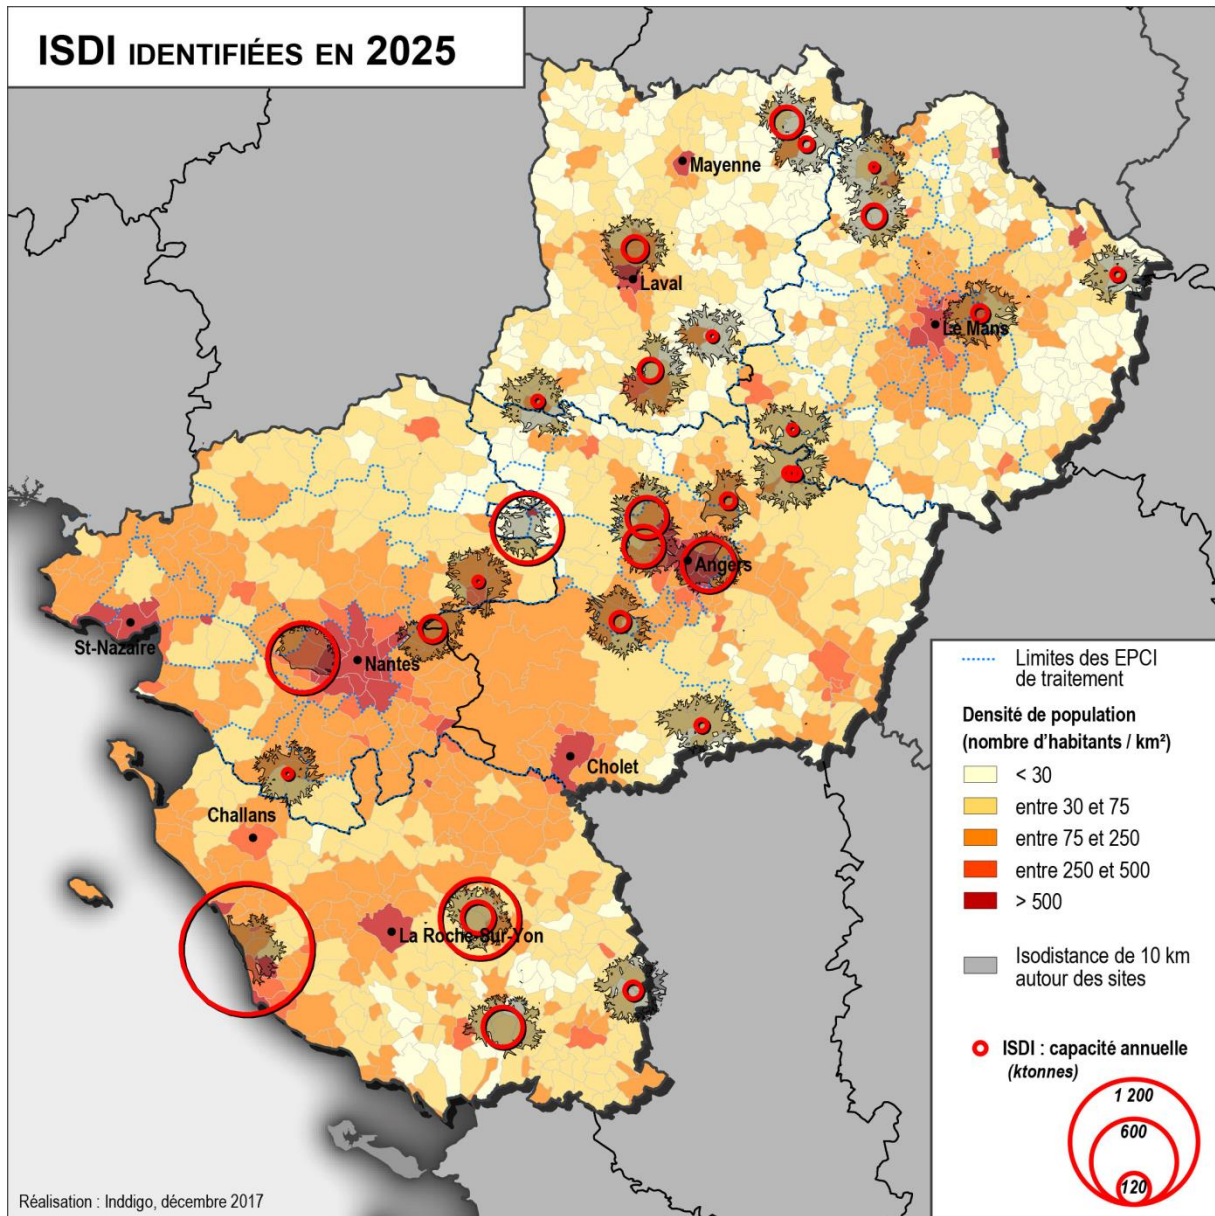 ISDI IDENTIFIÉES EN 2025
Mayenne
Laval
Le Mans
Angers
St-Nazaire
Nantes
Cholet
Challans
La Roche-Sur-Yon
Limites des EPCI
de traitement
Densité de population
(nombre d'habitants / km²)
< 30
entre 30 et 75
entre 75 et 250
entre 250 et 500
> 500
Isodistance de 10 km
autour des sites
ISDI : capacité annuelle
(ktonnes)
1 200
600
120
Réalisation : Inddigo, décembre 2017